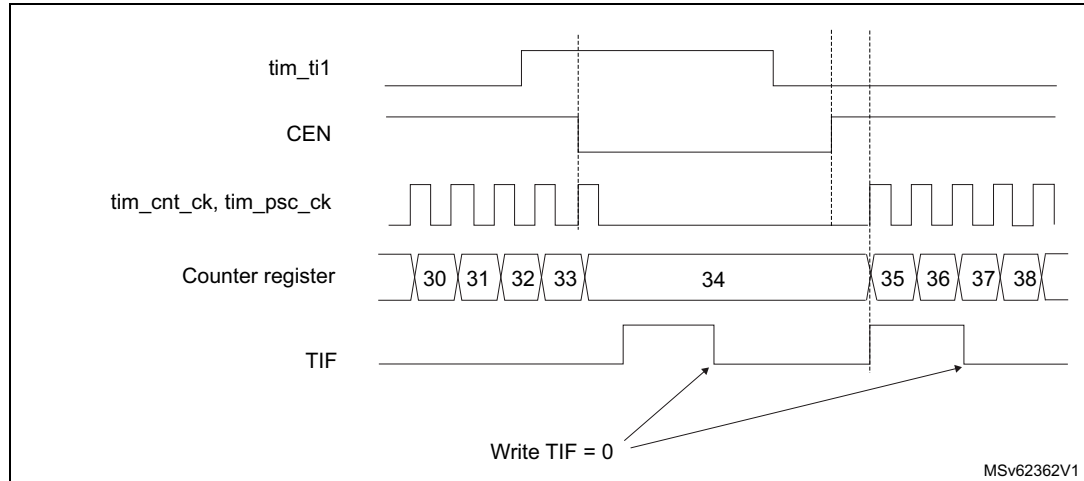 tim_ti1
CEN
tim_cnt_ck, tim_psc_ck
Counter register 30 31 32 33 34 35 36 37 38
TIF
Write TIF = 0
MSv62362V1